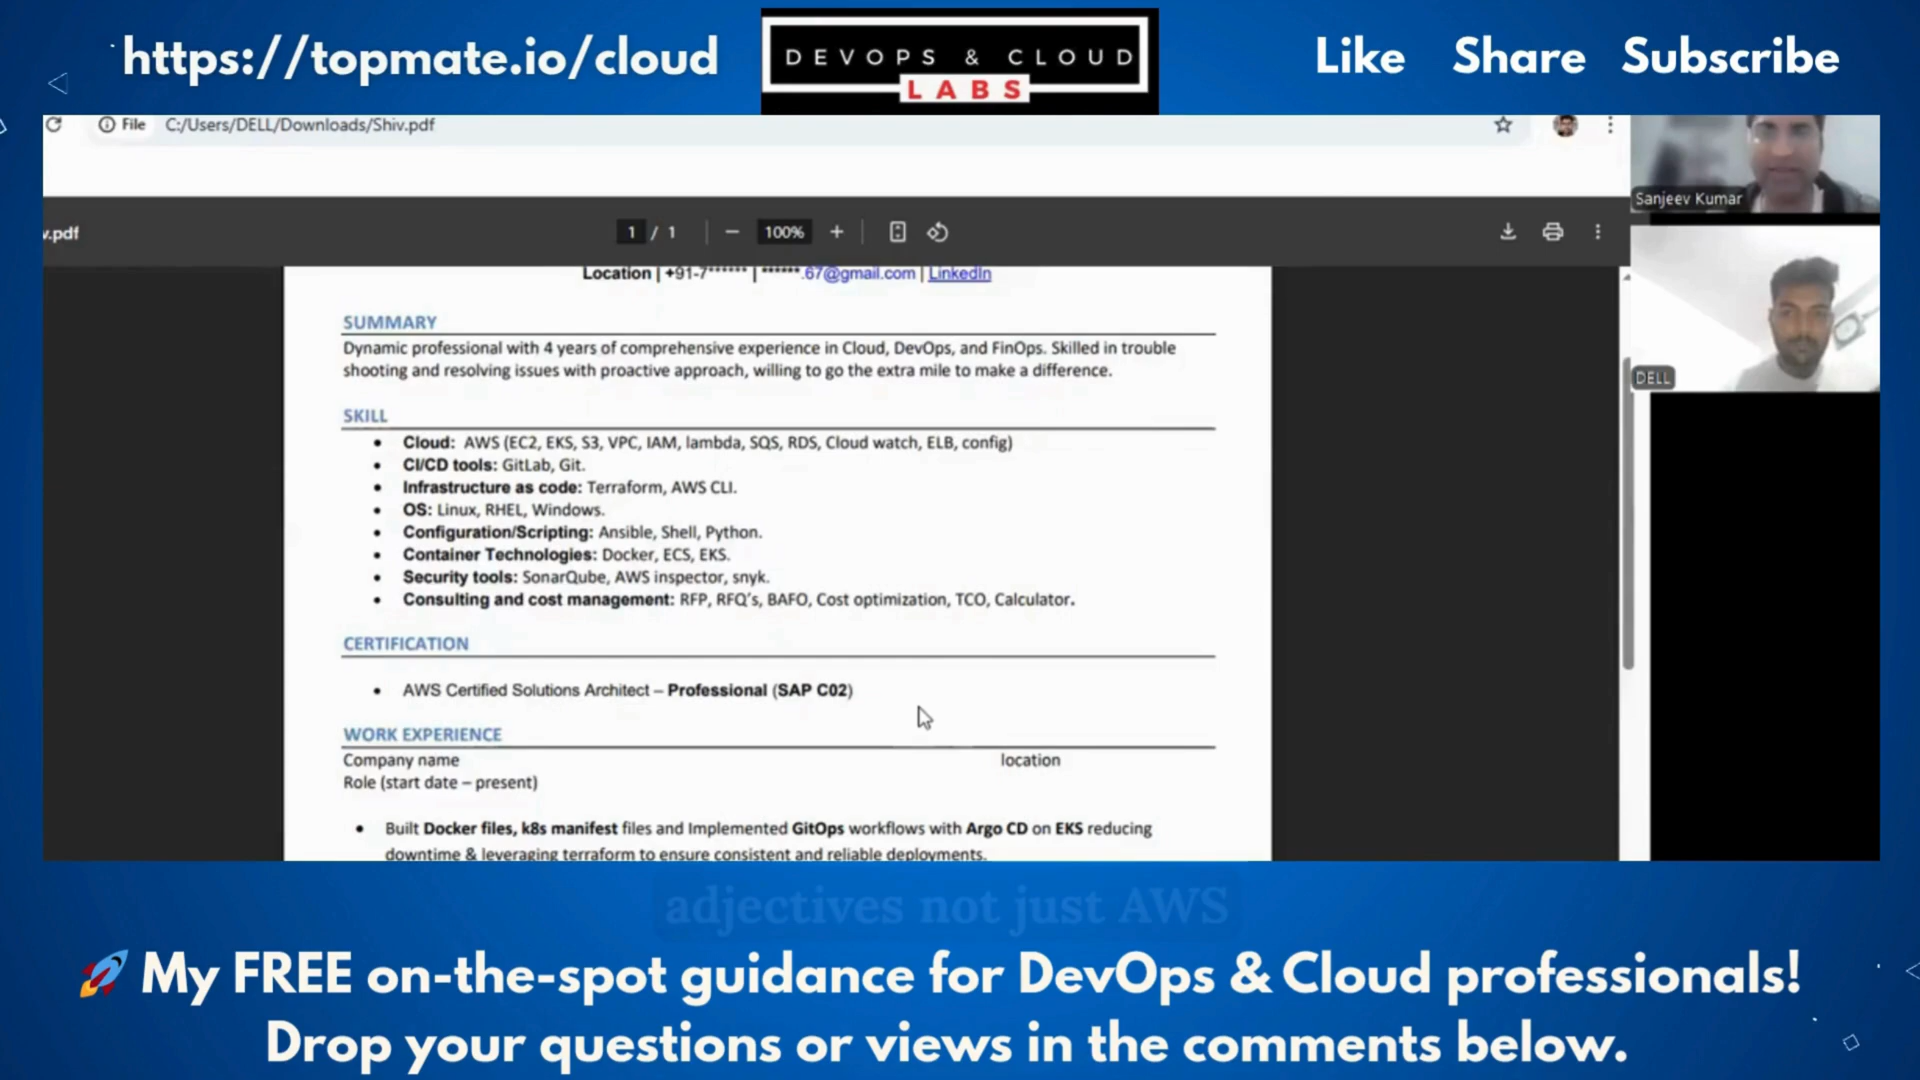 https://topmate.io/cloud
DEVOPS & CLOUD
LABS
Like Share Subscribe
File C:/Users/DELL/Downloads/Shiv.pdf
v.pdf
1 / 1
100%
Sanjeev Kumar
DELL
Location | +91-7****** | ******.67@gmail.com | LinkedIn
SUMMARY
Dynamic professional with 4 years of comprehensive experience in Cloud, DevOps, and FinOps. Skilled in trouble
shooting and resolving issues with proactive approach, willing to go the extra mile to make a difference.
SKILL
• Cloud: AWS (EC2, EKS, S3, VPC, IAM, lambda, SQS, RDS, Cloud watch, ELB, config)
• CI/CD tools: GitLab, Git.
• Infrastructure as code: Terraform, AWS CLI.
• OS: Linux, RHEL, Windows.
• Configuration/Scripting: Ansible, Shell, Python.
• Container Technologies: Docker, ECS, EKS.
• Security tools: SonarQube, AWS inspector, snyk.
• Consulting and cost management: RFP, RFQ's, BAFO, Cost optimization, TCO, Calculator.
CERTIFICATION
• AWS Certified Solutions Architect – Professional (SAP C02)
WORK EXPERIENCE
Company name location
Role (start date – present)
• Built Docker files, k8s manifest files and Implemented GitOps workflows with Argo CD on EKS reducing
downtime & leveraging terraform to ensure consistent and reliable deployments.
adjectives not just AWS
🚀 My FREE on-the-spot guidance for DevOps & Cloud professionals!
Drop your questions or views in the comments below.